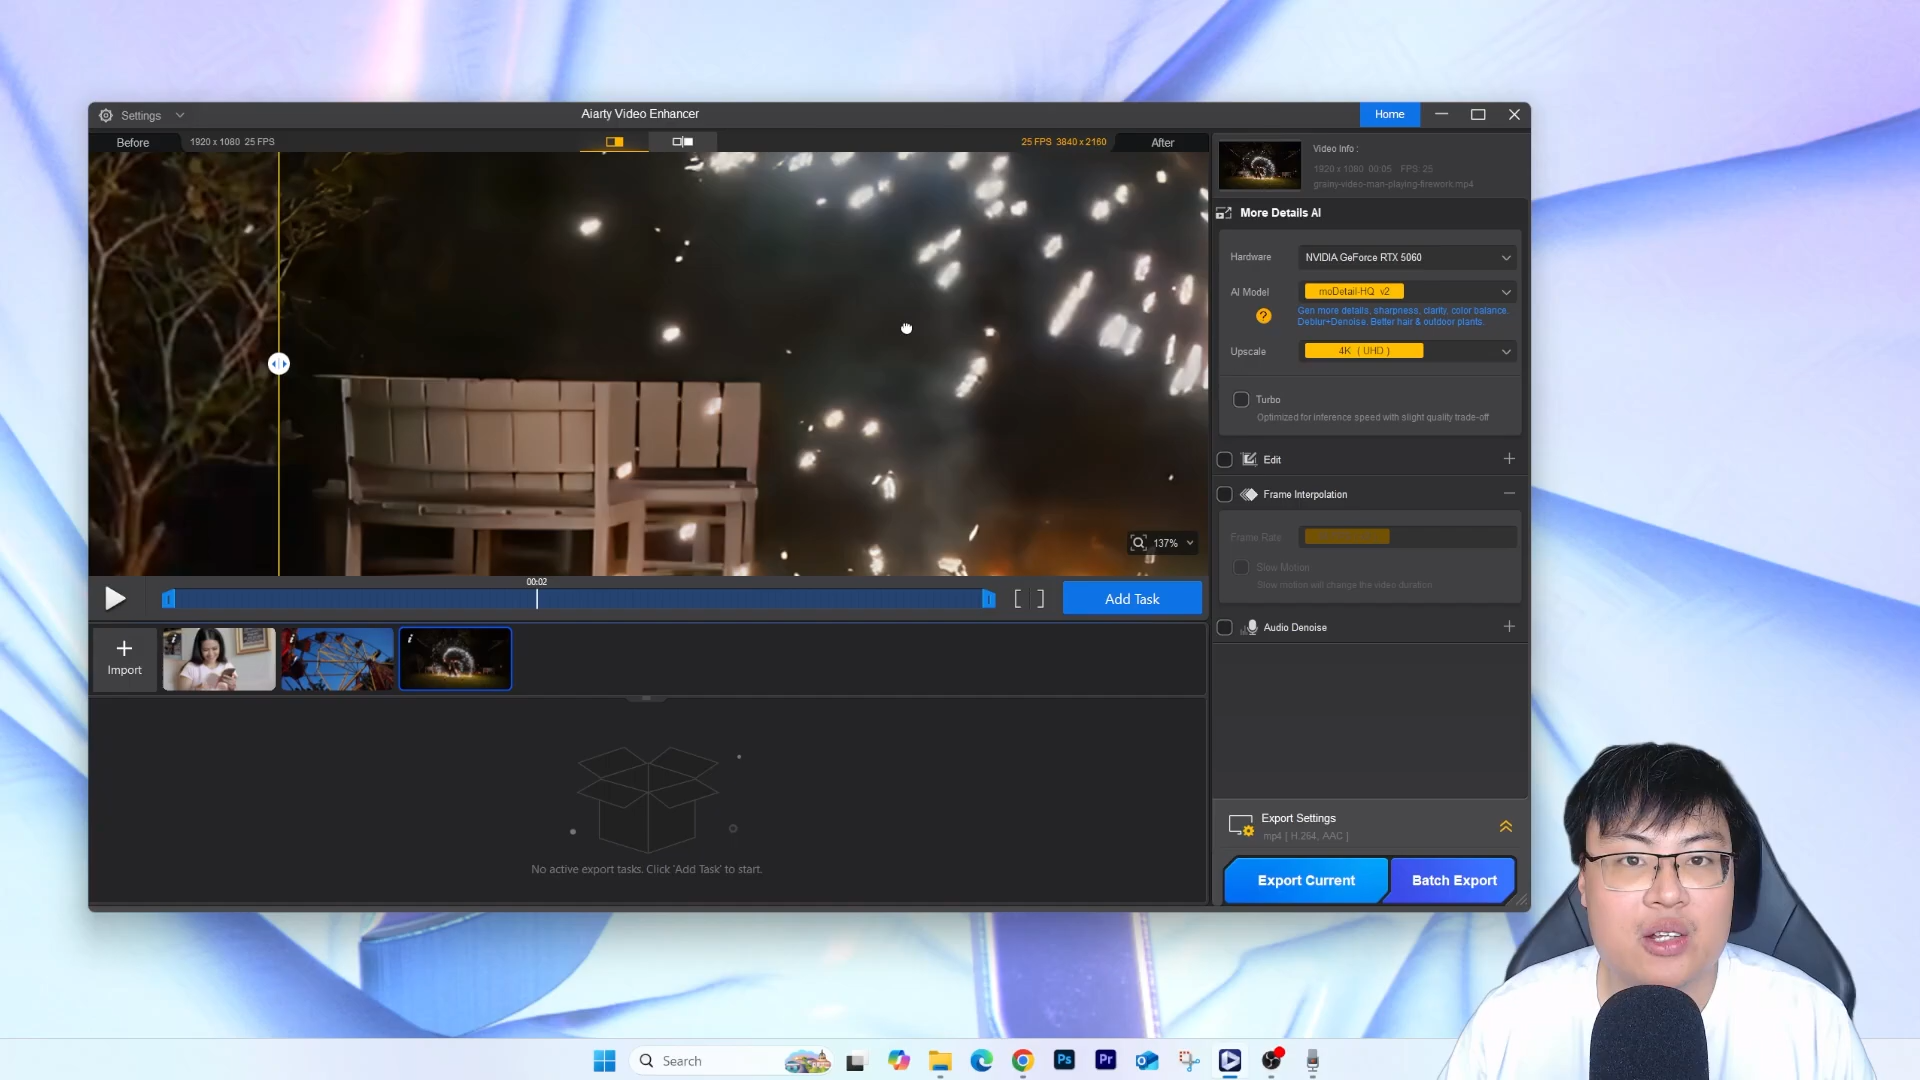 Settings
Aiarty Video Enhancer
Home
Before
1920 x 1080 25 FPS
25 FPS 3840 x 2160
After
Video Info :
1920 x 1080 00:05 FPS: 25
grainy-video-man-playing-firework.mp4
More Details AI
Hardware
NVIDIA GeForce RTX 5060
AI Model
moDetail-HQ v2
?
Gen more details, sharpness, clarity, color balance.
Deblur+Denoise. Better hair & outdoor plants.
Upscale
4K ( UHD )
Turbo
Optimized for inference speed with slight quality trade-off
Edit
Frame Interpolation
Frame Rate
Slow Motion
Slow motion will change the video duration
Audio Denoise
137%
00:02
[ ]
Add Task
Import
No active export tasks. Click 'Add Task' to start.
Export Settings
mp4 [ H.264, AAC ]
Export Current
Batch Export
Search
Ps
Pr